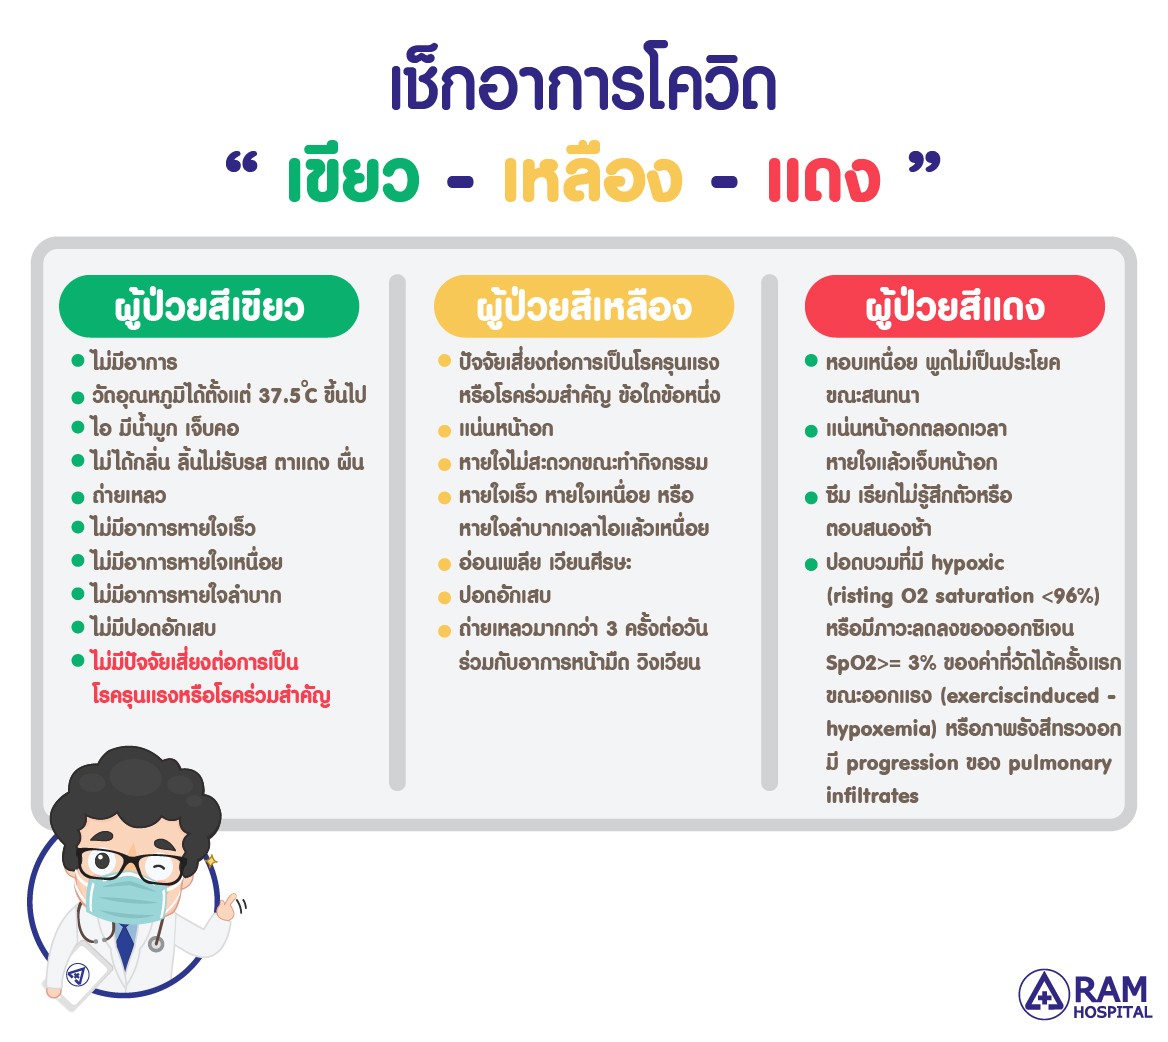 เช็กอาการโควิด
“ เขียว - เหลือง - แดง ”
ผู้ป่วยสีเขียว
ไม่มีอาการ
วัดอุณหภูมิได้ตั้งแต่ 37.5°C ขึ้นไป
ไอ มีน้ำมูก เจ็บคอ
ไม่ได้กลิ่น ลิ้นไม่รับรส ตาแดง ผื่น
ถ่ายเหลว
ไม่มีอาการหายใจเร็ว
ไม่มีอาการหายใจเหนื่อย
ไม่มีอาการหายใจลำบาก
ไม่มีปอดอักเสบ
ไม่มีปัจจัยเสี่ยงต่อการเป็น
โรครุนแรงหรือโรคร่วมสำคัญ
ผู้ป่วยสีเหลือง
ปัจจัยเสี่ยงต่อการเป็นโรครุนแรง
หรือโรคร่วมสำคัญ ข้อใดข้อหนึ่ง
แน่นหน้าอก
หายใจไม่สะดวกขณะทำกิจกรรม
หายใจเร็ว หายใจเหนื่อย หรือ
หายใจลำบากเวลาไอแล้วเหนื่อย
อ่อนเพลีย เวียนศีรษะ
ปอดอักเสบ
ถ่ายเหลวมากกว่า 3 ครั้งต่อวัน
ร่วมกับอาการหน้ามืด วิงเวียน
ผู้ป่วยสีแดง
หอบเหนื่อย พูดไม่เป็นประโยค
ขณะสนทนา
แน่นหน้าอกตลอดเวลา
หายใจแล้วเจ็บหน้าอก
ซึม เรียกไม่รู้สึกตัวหรือ
ตอบสนองช้า
ปอดบวมที่มี hypoxic
(risting O2 saturation <96%)
หรือมีภาวะลดลงของออกซิเจน
SpO2>= 3% ของค่าที่วัดได้ครั้งแรก
ขณะออกแรง (exerciscinduced -
hypoxemia) หรือภาพรังสีทรวงอก
มี progression ของ pulmonary
infiltrates
RAM
HOSPITAL